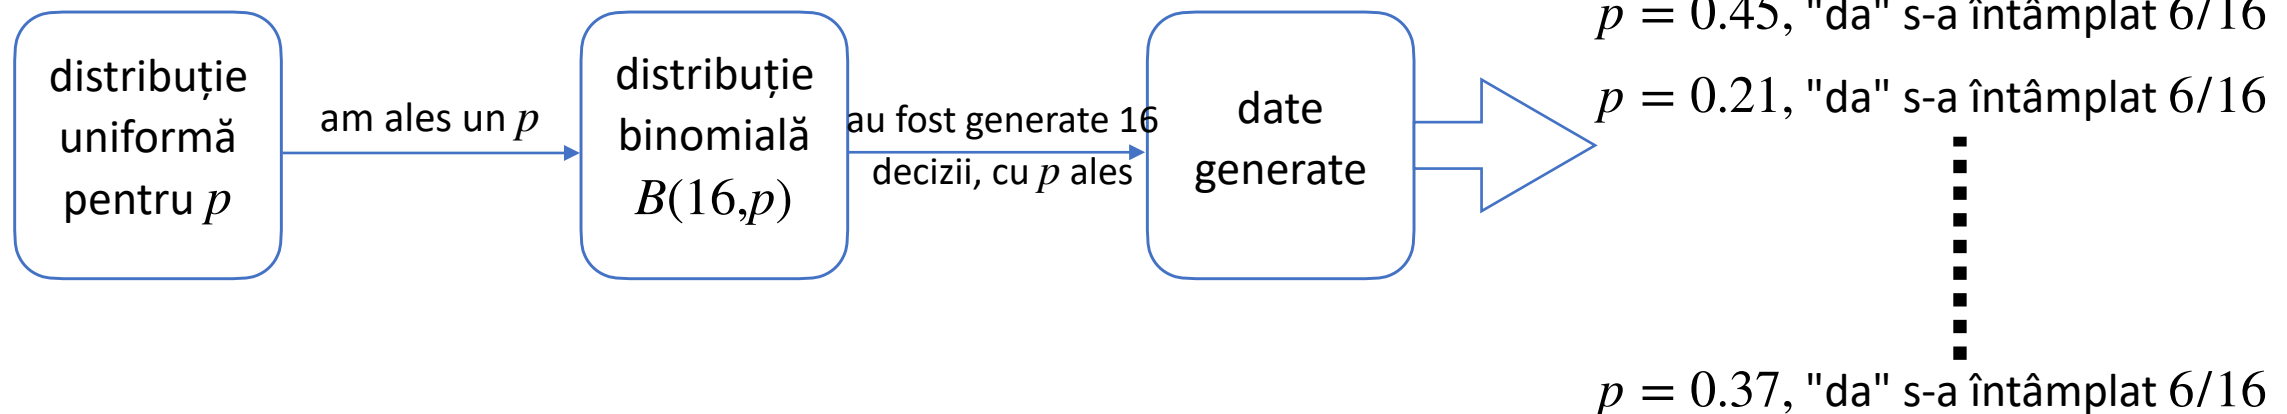 distribuție
uniformă
pentru p
am ales un p
distribuție
binomială
B(16,p)
au fost generate 16
decizii, cu p ales
date
generate
p = 0.45, "da" s-a întâmplat 6/16
p = 0.21, "da" s-a întâmplat 6/16
p = 0.37, "da" s-a întâmplat 6/16